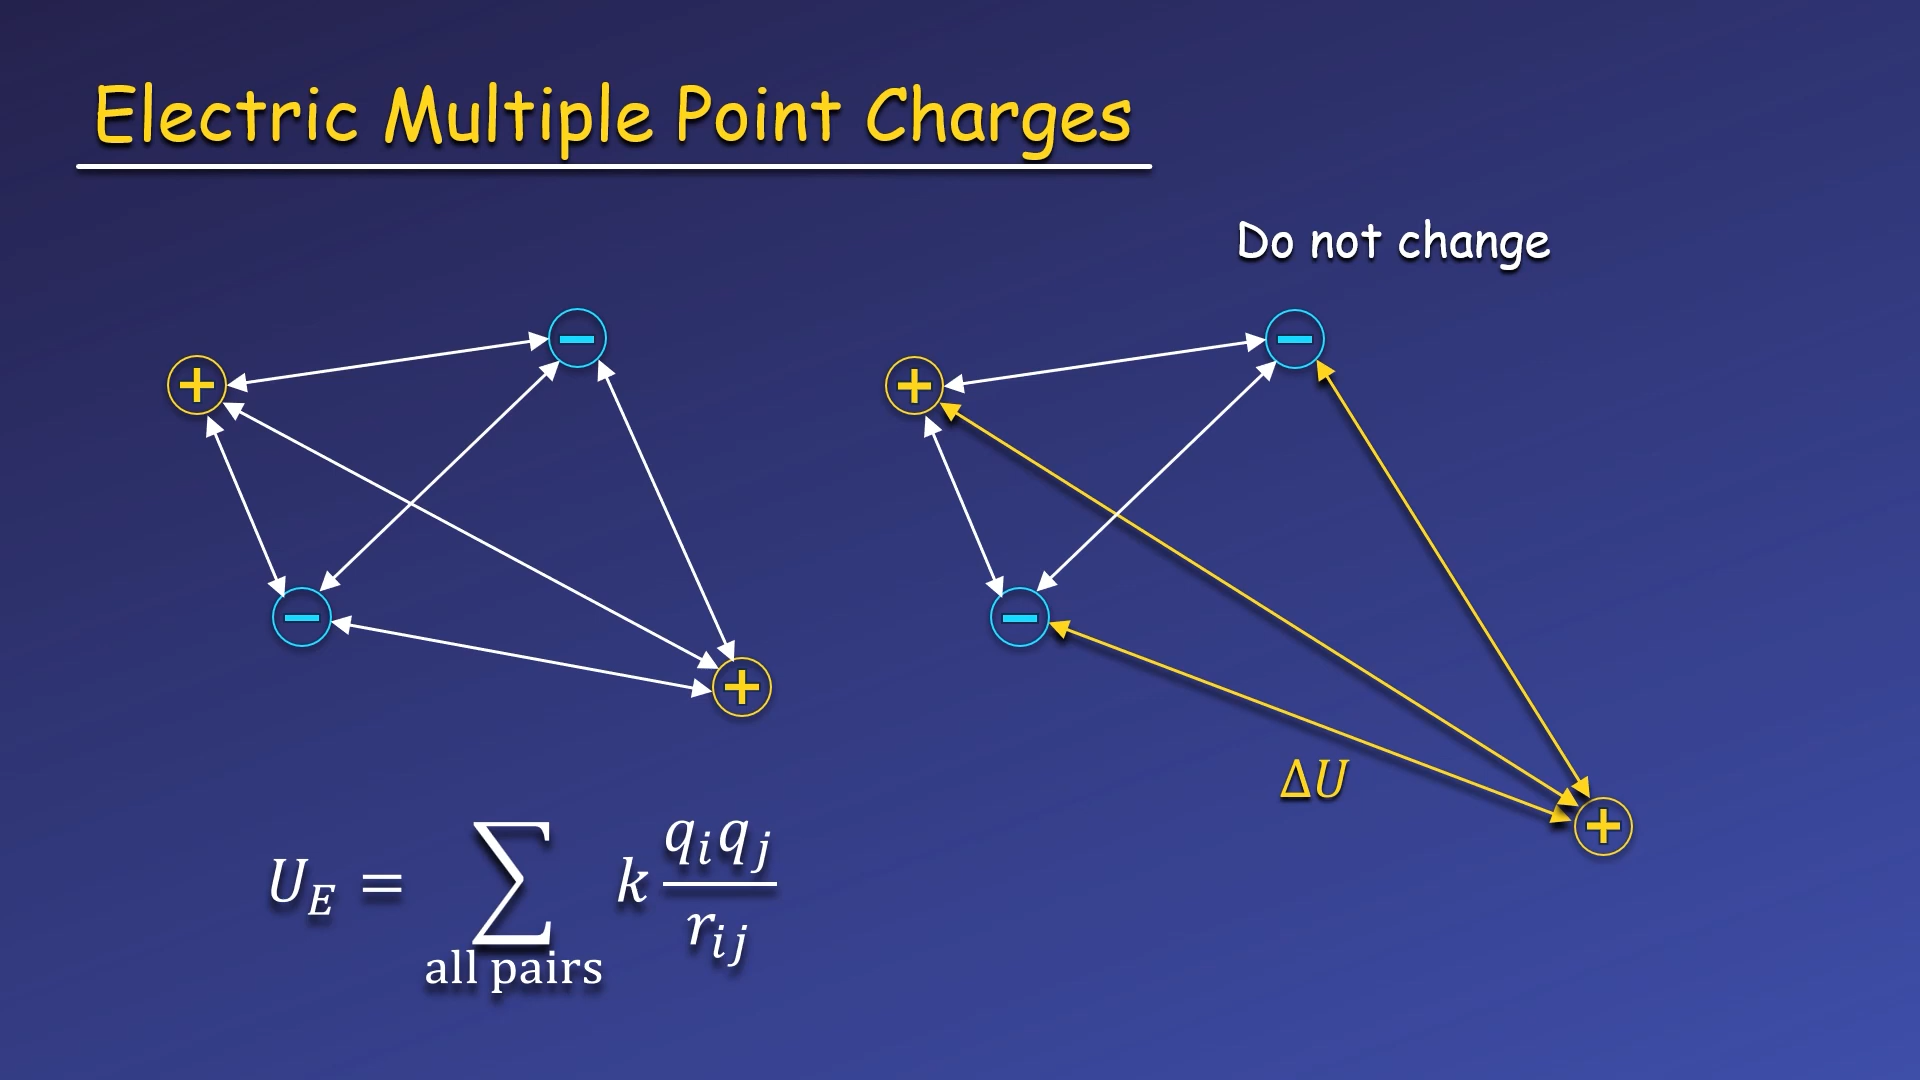 Electric Multiple Point Charges
Do not change
+ − + −
− − + +
ΔU
U_E = ∑ k q_i q_j / r_ij
all pairs